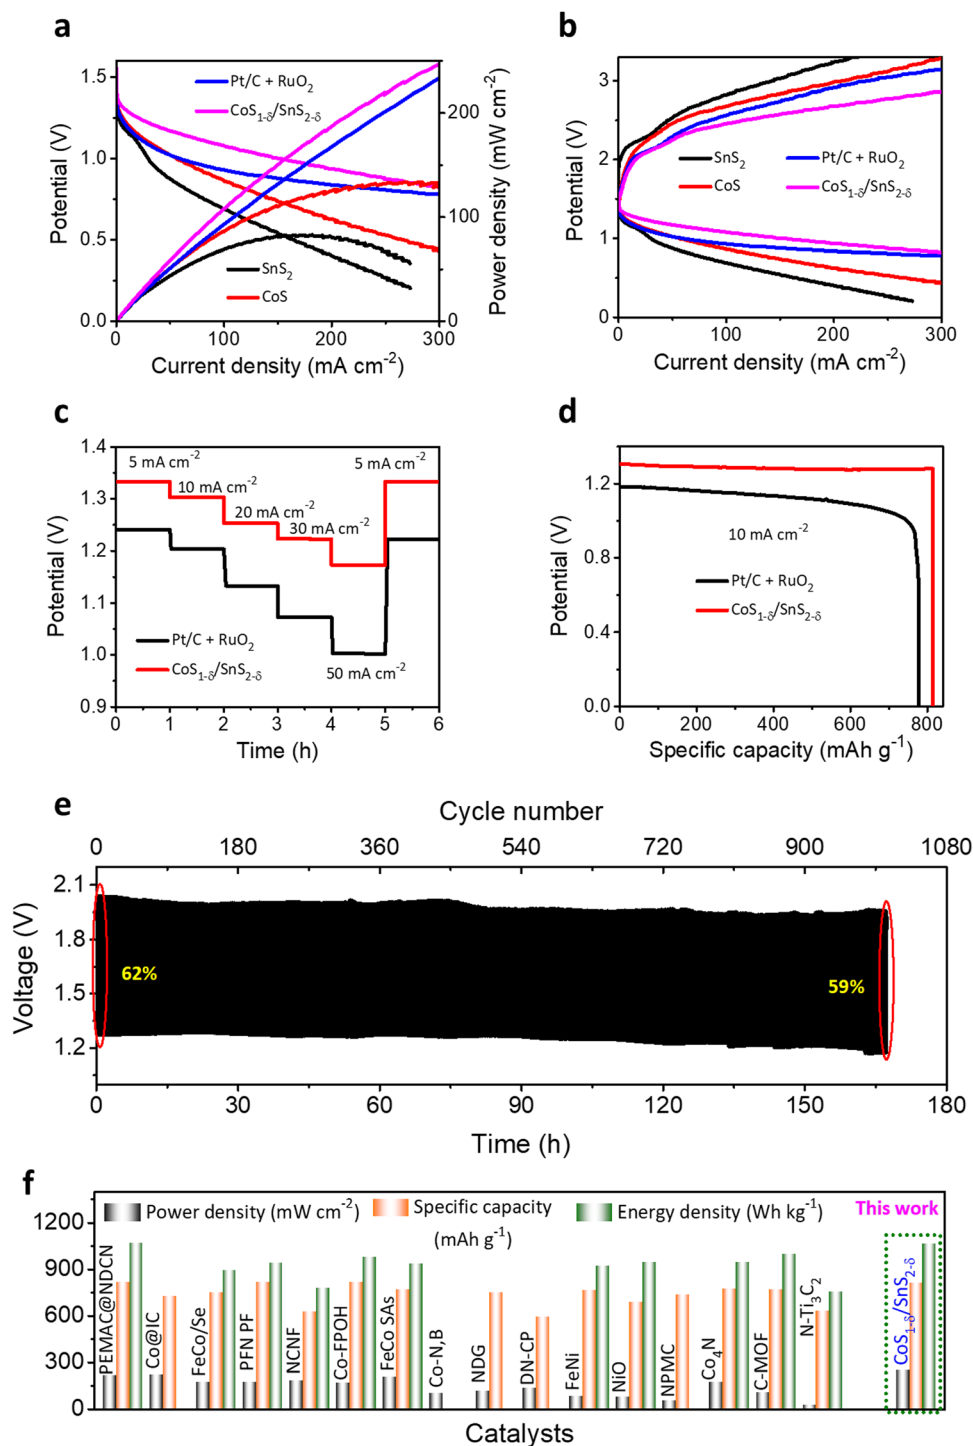 a
Pt/C + RuO2
CoS1-δ/SnS2-δ
SnS2
CoS
Potential (V)
0.0
0.5
1.0
1.5
Power density (mW cm-2)
0
100
200
0 100 200 300
Current density (mA cm-2)
b
SnS2
CoS
Pt/C + RuO2
CoS1-δ/SnS2-δ
Potential (V)
0
1
2
3
0 100 200 300
Current density (mA cm-2)
c
1.4
1.3
1.2
1.1
1.0
0.9
Potential (V)
5 mA cm-2
10 mA cm-2
20 mA cm-2
30 mA cm-2
5 mA cm-2
50 mA cm-2
Pt/C + RuO2
CoS1-δ/SnS2-δ
0 1 2 3 4 5 6
Time (h)
d
1.2
0.8
0.4
0.0
Potential (V)
10 mA cm-2
Pt/C + RuO2
CoS1-δ/SnS2-δ
0 200 400 600 800
Specific capacity (mAh g-1)
e
Cycle number
0 180 360 540 720 900 1080
2.1
1.8
1.5
1.2
Voltage (V)
62%
59%
0 30 60 90 120 150 180
Time (h)
f
1200
900
600
300
0
Power density (mW cm-2)
Specific capacity
(mAh g-1)
Energy density (Wh kg-1)
This work
PEMAC@NDCN
Co@IC
FeCo/Se
PFN PF
NCNF
Co-FPOH
FeCo SAs
Co-N,B
NDG
DN-CP
FeNi
NiO
NPMC
Co4N
C-MOF
N-Ti3C2
CoS1-δ/SnS2-δ
Catalysts